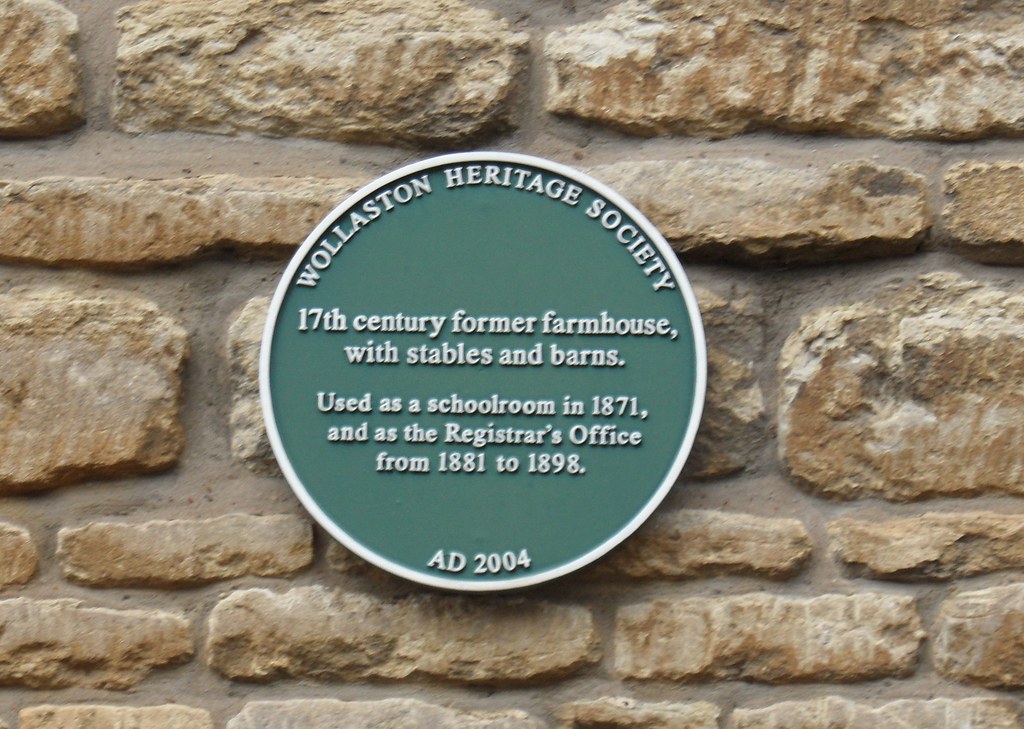 WOLLASTON HERITAGE SOCIETY
17th century former farmhouse,
with stables and barns.
Used as a schoolroom in 1871,
and as the Registrar's Office
from 1881 to 1898.
AD 2004